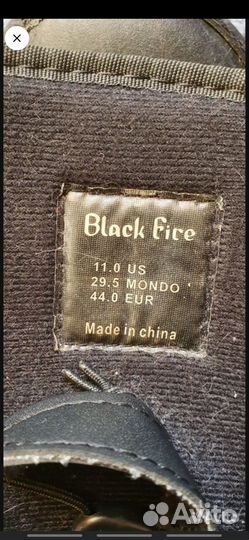 Black Fire
11.0 US
29.5 MONDO
44.0 EUR
Made in china
Avito